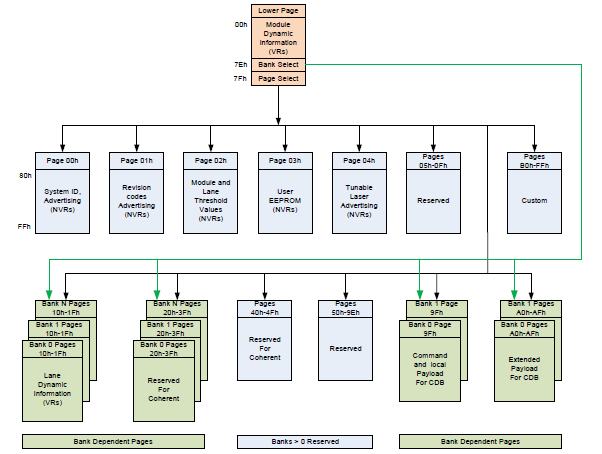 Lower Page
00h
Module
Dynamic
Information
(VRs)
7Eh
Bank Select
7Fh
Page Select
Page 00h
Page 01h
Page 02h
Page 03h
Page 04h
Pages
05h-0Fh
Pages
B0h-FFh
80h
System ID,
Advertising
(NVRs)
Revision
codes
Advertising
(NVRs)
Module and
Lane
Threshold
Values
(NVRs)
User
EEPROM
(NVRs)
Tunable
Laser
Advertising
(NVRs)
Reserved
Custom
FFh
Bank N Pages
10h-1Fh
Bank 1 Pages
10h-1Fh
Bank 0 Pages
10h-1Fh
Lane
Dynamic
Information
(VRs)
Bank N Pages
20h-3Fh
Bank 1 Pages
20h-3Fh
Bank 0 Pages
20h-3Fh
Reserved
For
Coherent
Pages
40h-4Fh
Reserved
For
Coherent
Pages
50h-9Eh
Reserved
Bank 1 Page
9Fh
Bank 0 Page
9Fh
Command
and local
Payload
For CDB
Bank 1 Pages
A0h-AFh
Bank 0 Pages
A0h-AFh
Extended
Payload
For CDB
Bank Dependent Pages
Banks > 0 Reserved
Bank Dependent Pages